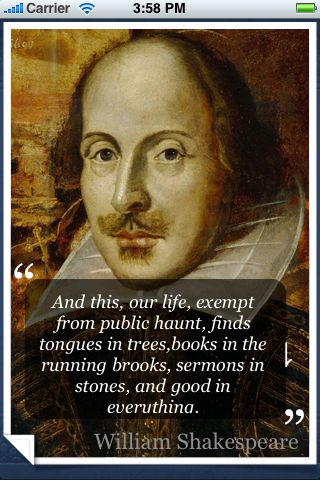 Carrier 3:58 PM
“
And this, our life, exempt
from public haunt, finds
tongues in trees,books in the
running brooks, sermons in
stones, and good in
everything.
”
William Shakespeare